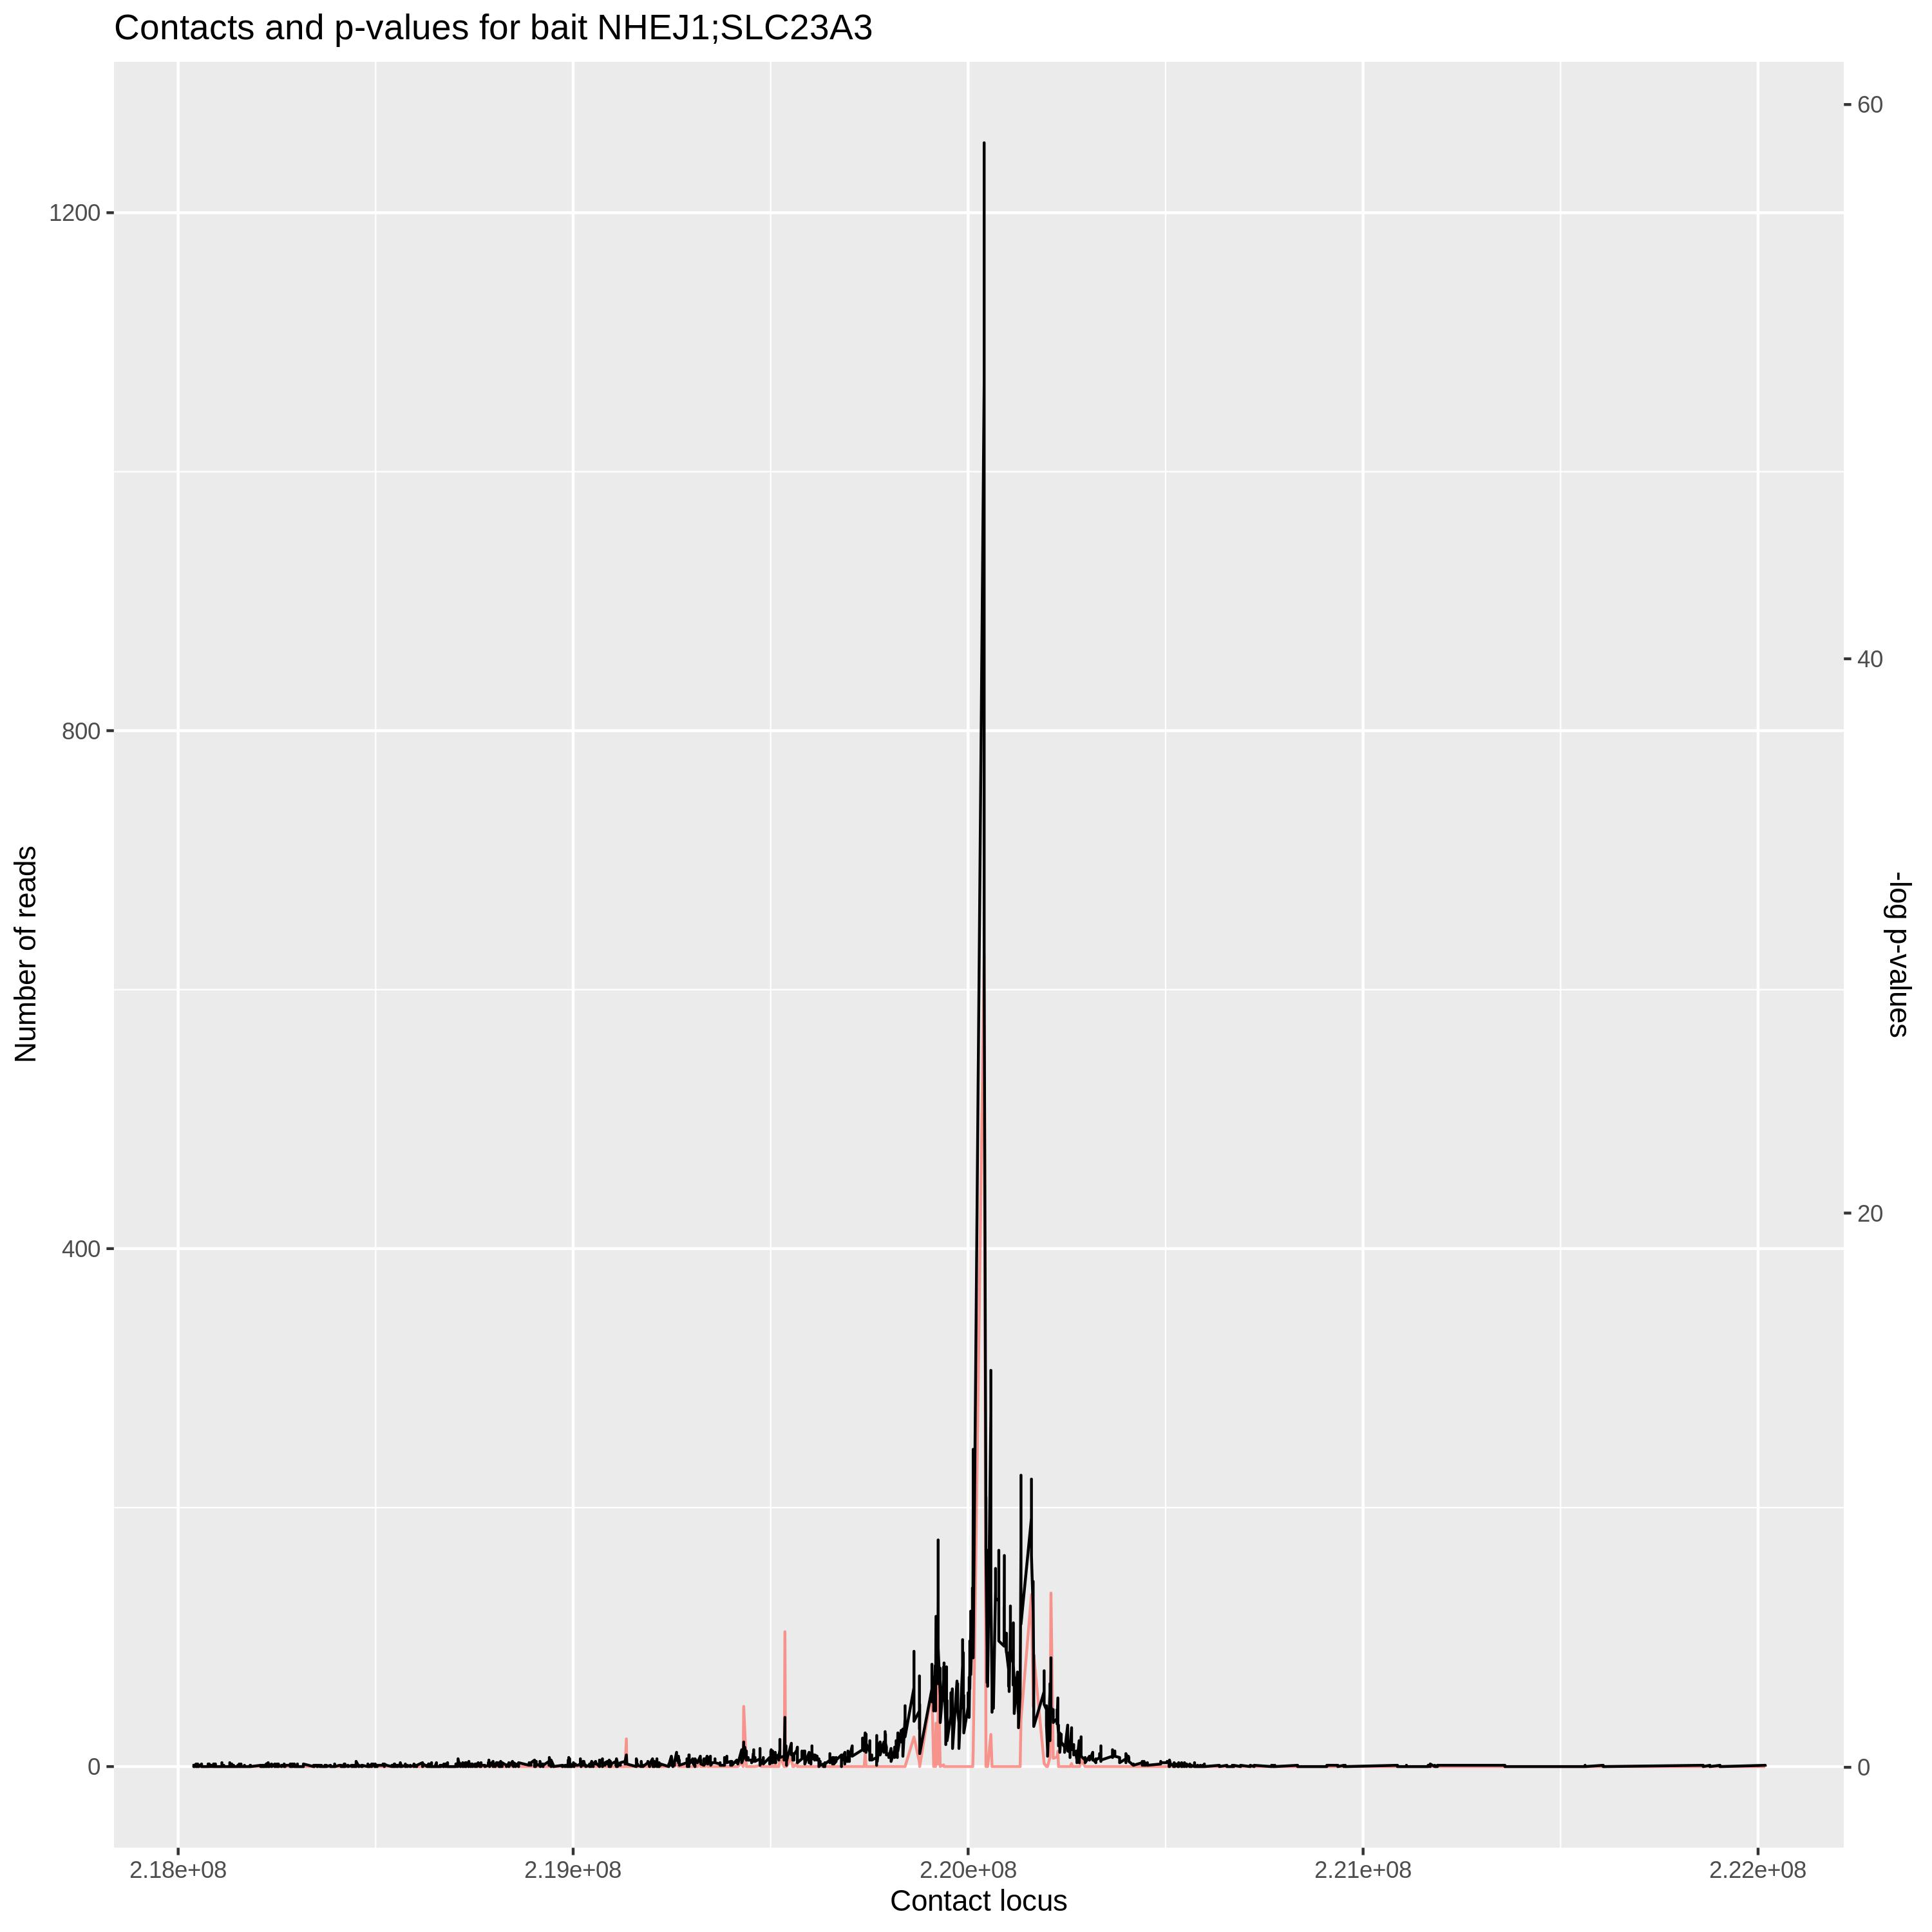 Contacts and p-values for bait NHEJ1;SLC23A3
1200
800
400
0
Number of reads
60
40
20
0
-log p-values
2.18e+08
2.19e+08
2.20e+08
2.21e+08
2.22e+08
Contact locus